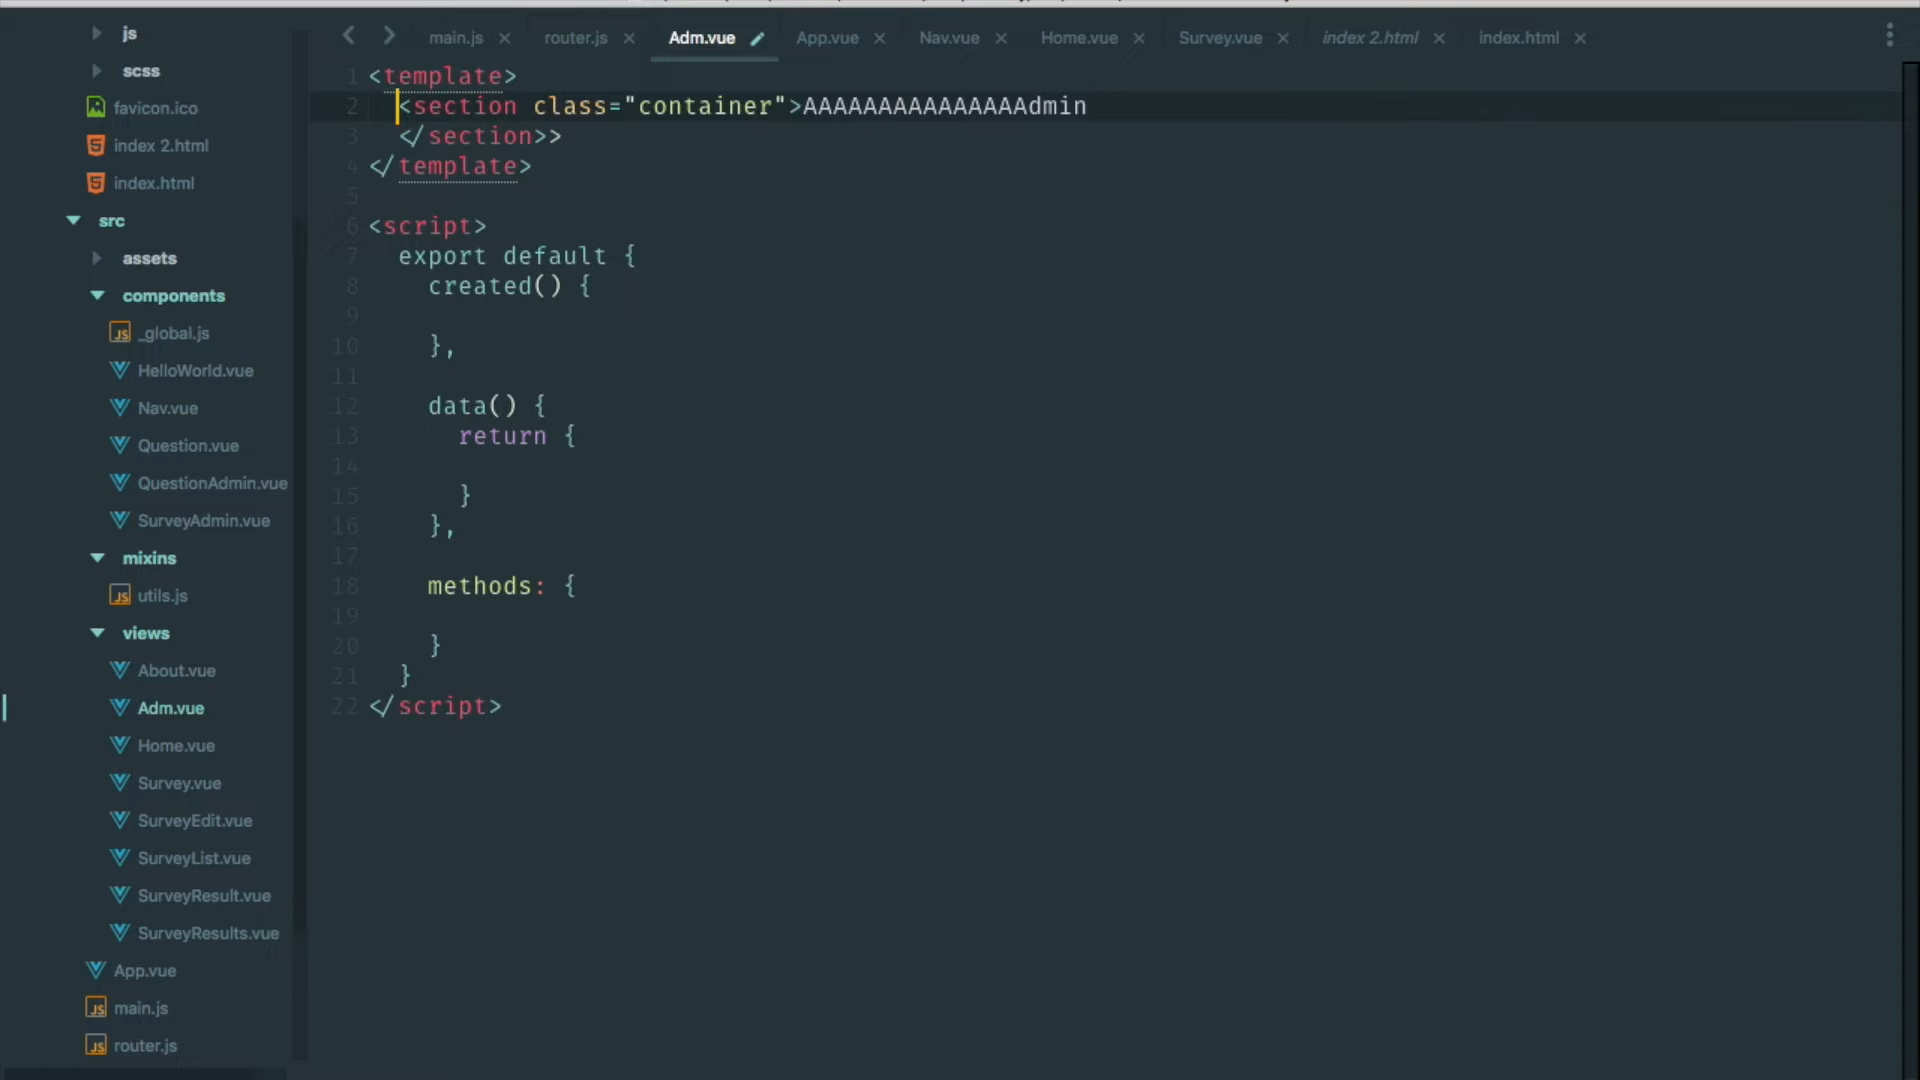 js
scss
favicon.ico
index 2.html
index.html
src
assets
components
_global.js
HelloWorld.vue
Nav.vue
Question.vue
QuestionAdmin.vue
SurveyAdmin.vue
mixins
utils.js
views
About.vue
Adm.vue
Home.vue
Survey.vue
SurveyEdit.vue
SurveyList.vue
SurveyResult.vue
SurveyResults.vue
App.vue
main.js
router.js
main.js router.js Adm.vue App.vue Nav.vue Home.vue Survey.vue index 2.html index.html
1 <template>
2 <section class="container">AAAAAAAAAAAAAAAdmin
3 </section>>
4 </template>
5
6 <script>
7 export default {
8 created() {
9
10 },
11
12 data() {
13 return {
14
15 }
16 },
17
18 methods: {
19
20 }
21 }
22 </script>